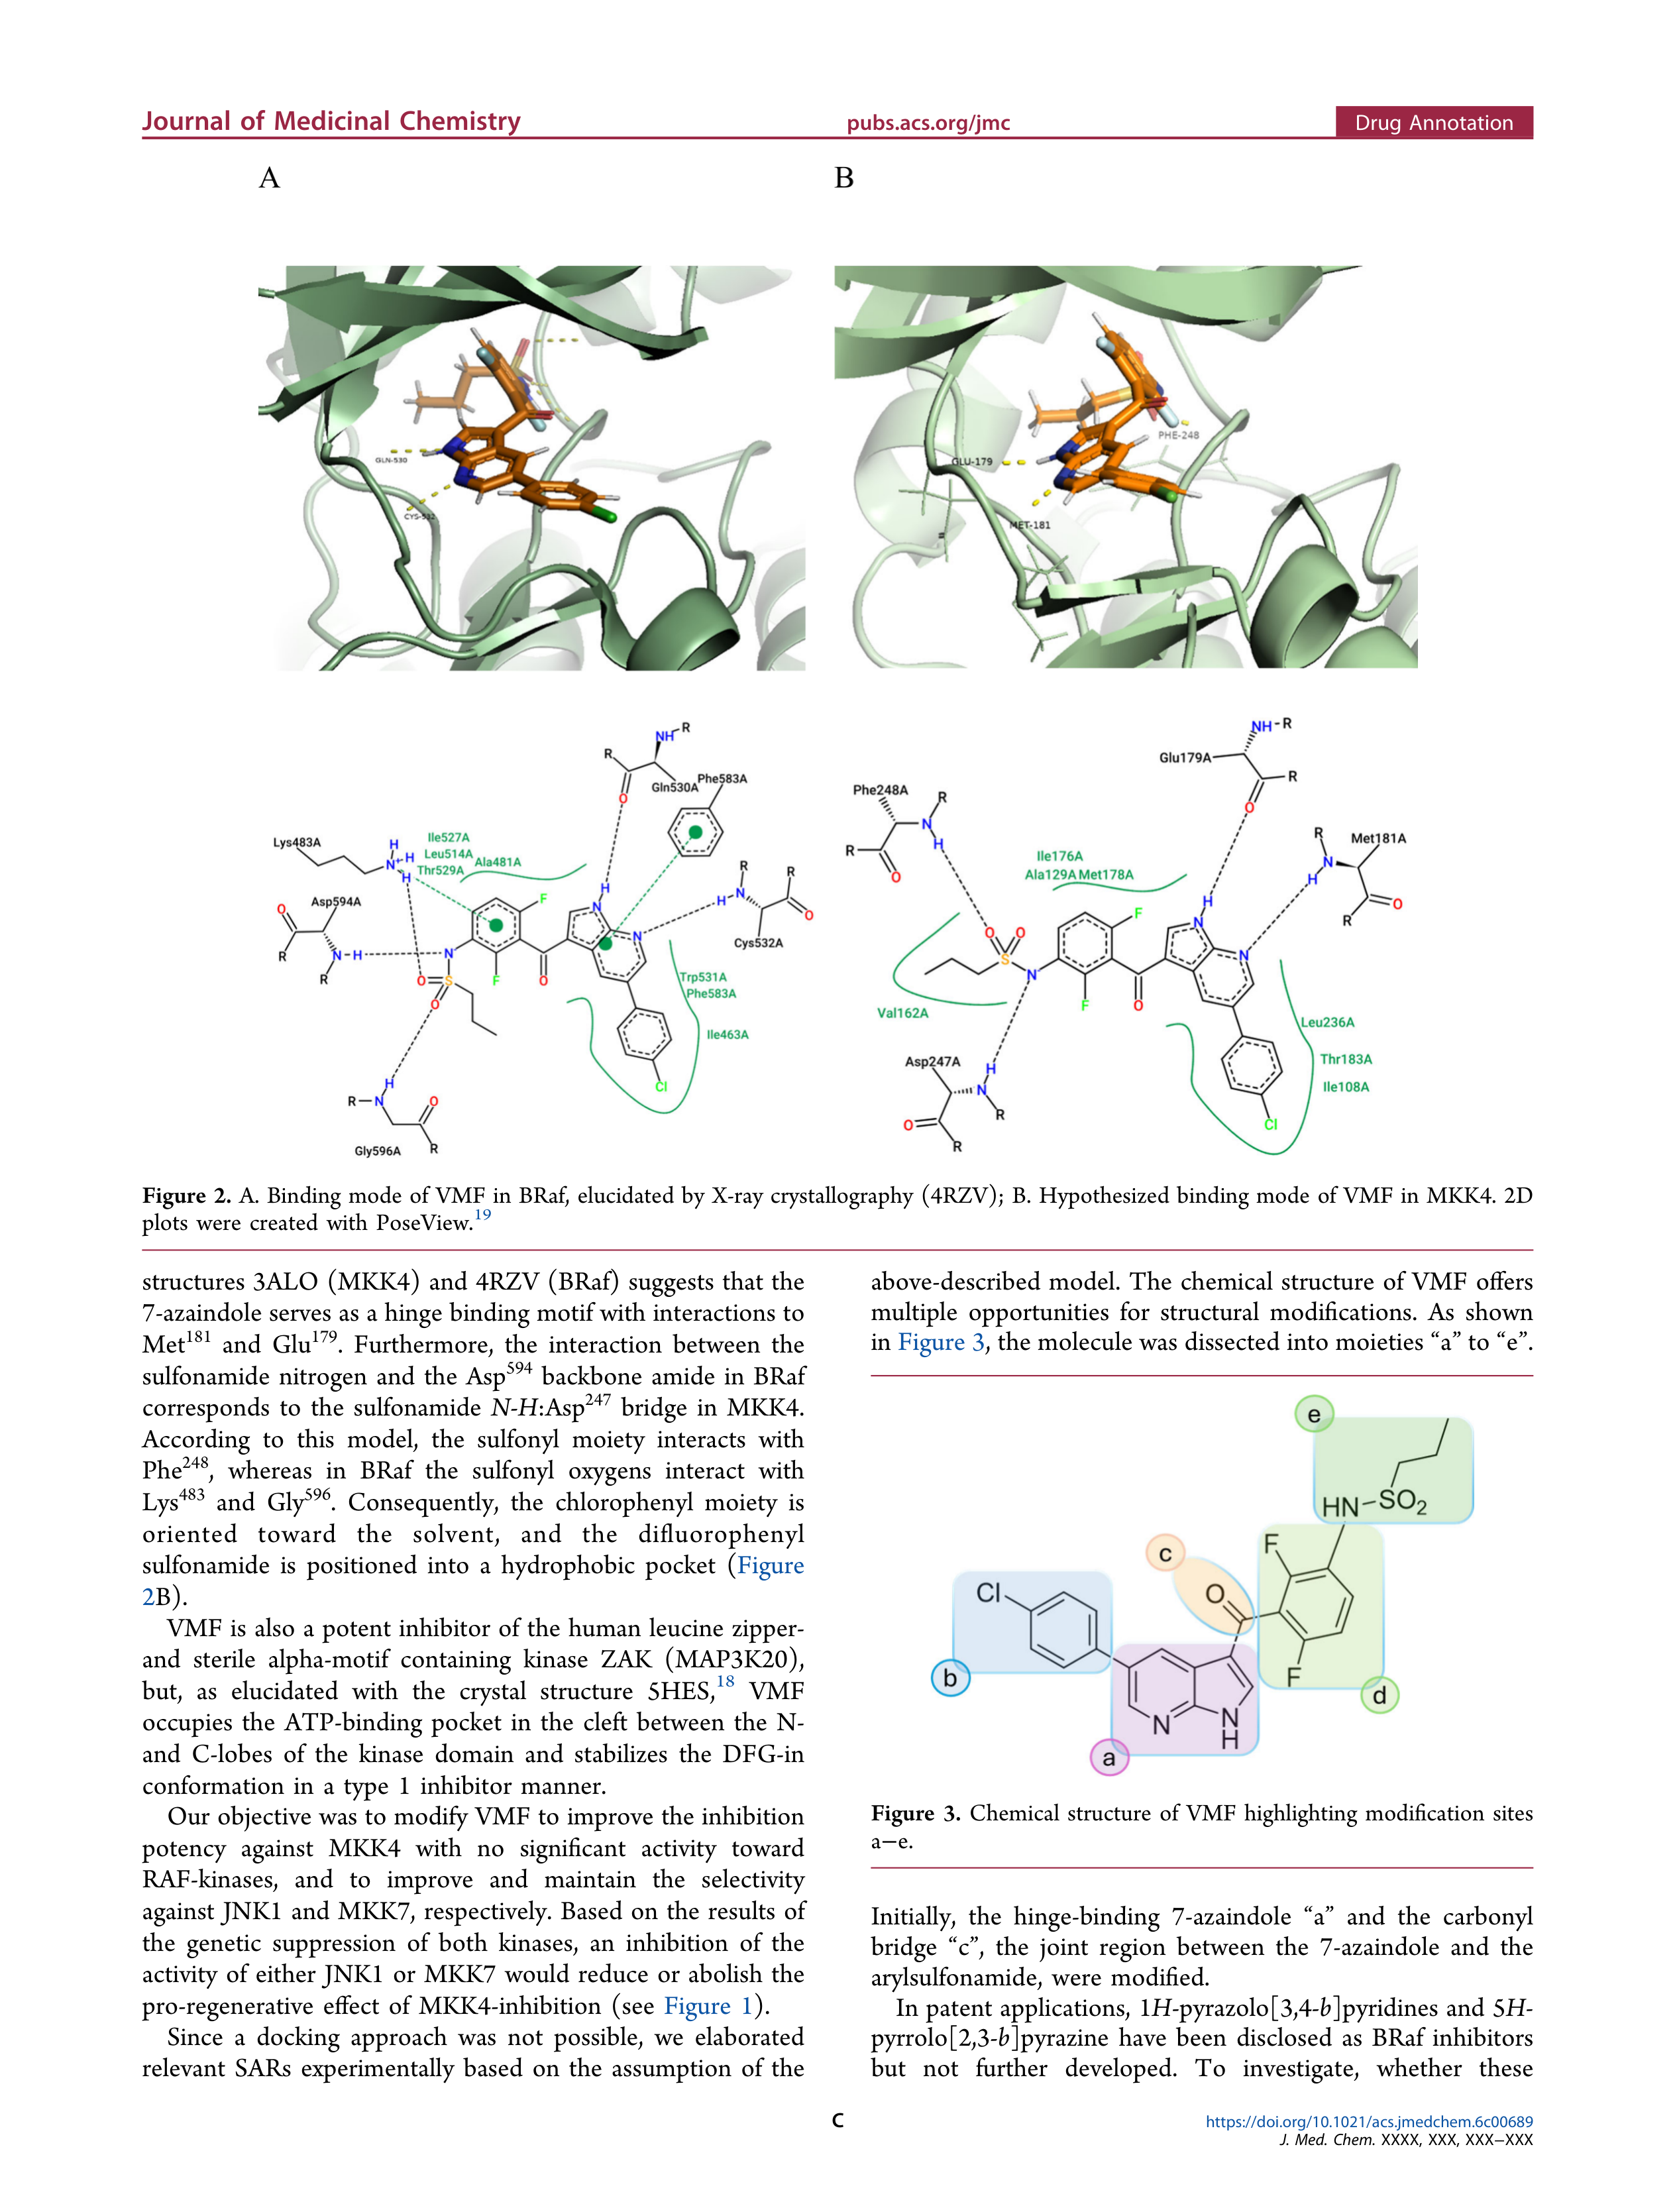 Journal of Medicinal Chemistry
pubs.acs.org/jmc
Drug Annotation
A
B
GLN-530
CYS-532
GLU-179
PHE-248
MET-181
NH-R
R
O
Gln530A
Phe583A
Lys483A
H
N+H
H
Ile527A
Leu514A
Thr529A
Ala481A
F
H
N
N
R
R
H-N
O
Cys532A
Asp594A
O
R
N-H
R
N
O=S
O
F
O
Trp531A
Phe583A
Ile463A
Cl
H
R-N
O
R
Gly596A
NH-R
Glu179A
R
O
Phe248A
R
N
H
R
O
Ile176A
Ala129A Met178A
R
Met181A
N
H
O
R
F
H
N
N
O
O
S
N
F
O
Val162A
Leu236A
Thr183A
Ile108A
Cl
Asp247A
H
N
R
O
R
Figure 2. A. Binding mode of VMF in BRaf, elucidated by X-ray crystallography (4RZV); B. Hypothesized binding mode of VMF in MKK4. 2D
plots were created with PoseView.19
structures 3ALO (MKK4) and 4RZV (BRaf) suggests that the
7-azaindole serves as a hinge binding motif with interactions to
Met181 and Glu179. Furthermore, the interaction between the
sulfonamide nitrogen and the Asp594 backbone amide in BRaf
corresponds to the sulfonamide N-H:Asp247 bridge in MKK4.
According to this model, the sulfonyl moiety interacts with
Phe248, whereas in BRaf the sulfonyl oxygens interact with
Lys483 and Gly596. Consequently, the chlorophenyl moiety is
oriented toward the solvent, and the difluorophenyl
sulfonamide is positioned into a hydrophobic pocket (Figure
2B).
VMF is also a potent inhibitor of the human leucine zipper-
and sterile alpha-motif containing kinase ZAK (MAP3K20),
but, as elucidated with the crystal structure 5HES,18 VMF
occupies the ATP-binding pocket in the cleft between the N-
and C-lobes of the kinase domain and stabilizes the DFG-in
conformation in a type 1 inhibitor manner.
Our objective was to modify VMF to improve the inhibition
potency against MKK4 with no significant activity toward
RAF-kinases, and to improve and maintain the selectivity
against JNK1 and MKK7, respectively. Based on the results of
the genetic suppression of both kinases, an inhibition of the
activity of either JNK1 or MKK7 would reduce or abolish the
pro-regenerative effect of MKK4-inhibition (see Figure 1).
Since a docking approach was not possible, we elaborated
relevant SARs experimentally based on the assumption of the
above-described model. The chemical structure of VMF offers
multiple opportunities for structural modifications. As shown
in Figure 3, the molecule was dissected into moieties “a” to “e”.
e
HN-SO2
c
F
O
Cl
b
F
d
N
N
H
a
Figure 3. Chemical structure of VMF highlighting modification sites
a−e.
Initially, the hinge-binding 7-azaindole “a” and the carbonyl
bridge “c”, the joint region between the 7-azaindole and the
arylsulfonamide, were modified.
In patent applications, 1H-pyrazolo[3,4-b]pyridines and 5H-
pyrrolo[2,3-b]pyrazine have been disclosed as BRaf inhibitors
but not further developed. To investigate, whether these
C
https://doi.org/10.1021/acs.jmedchem.6c00689
J. Med. Chem. XXXX, XXX, XXX−XXX